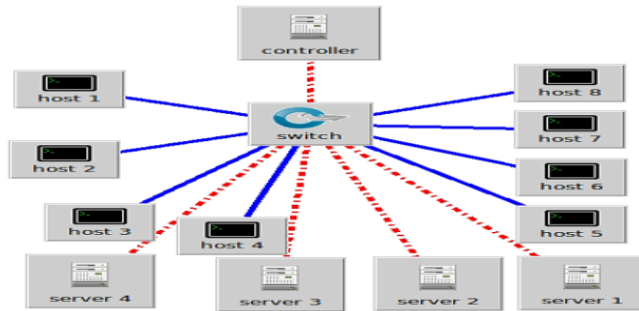 controller
host 1
host 8
switch
host 7
host 2
host 6
host 3
host 4
host 5
server 4
server 3
server 2
server 1